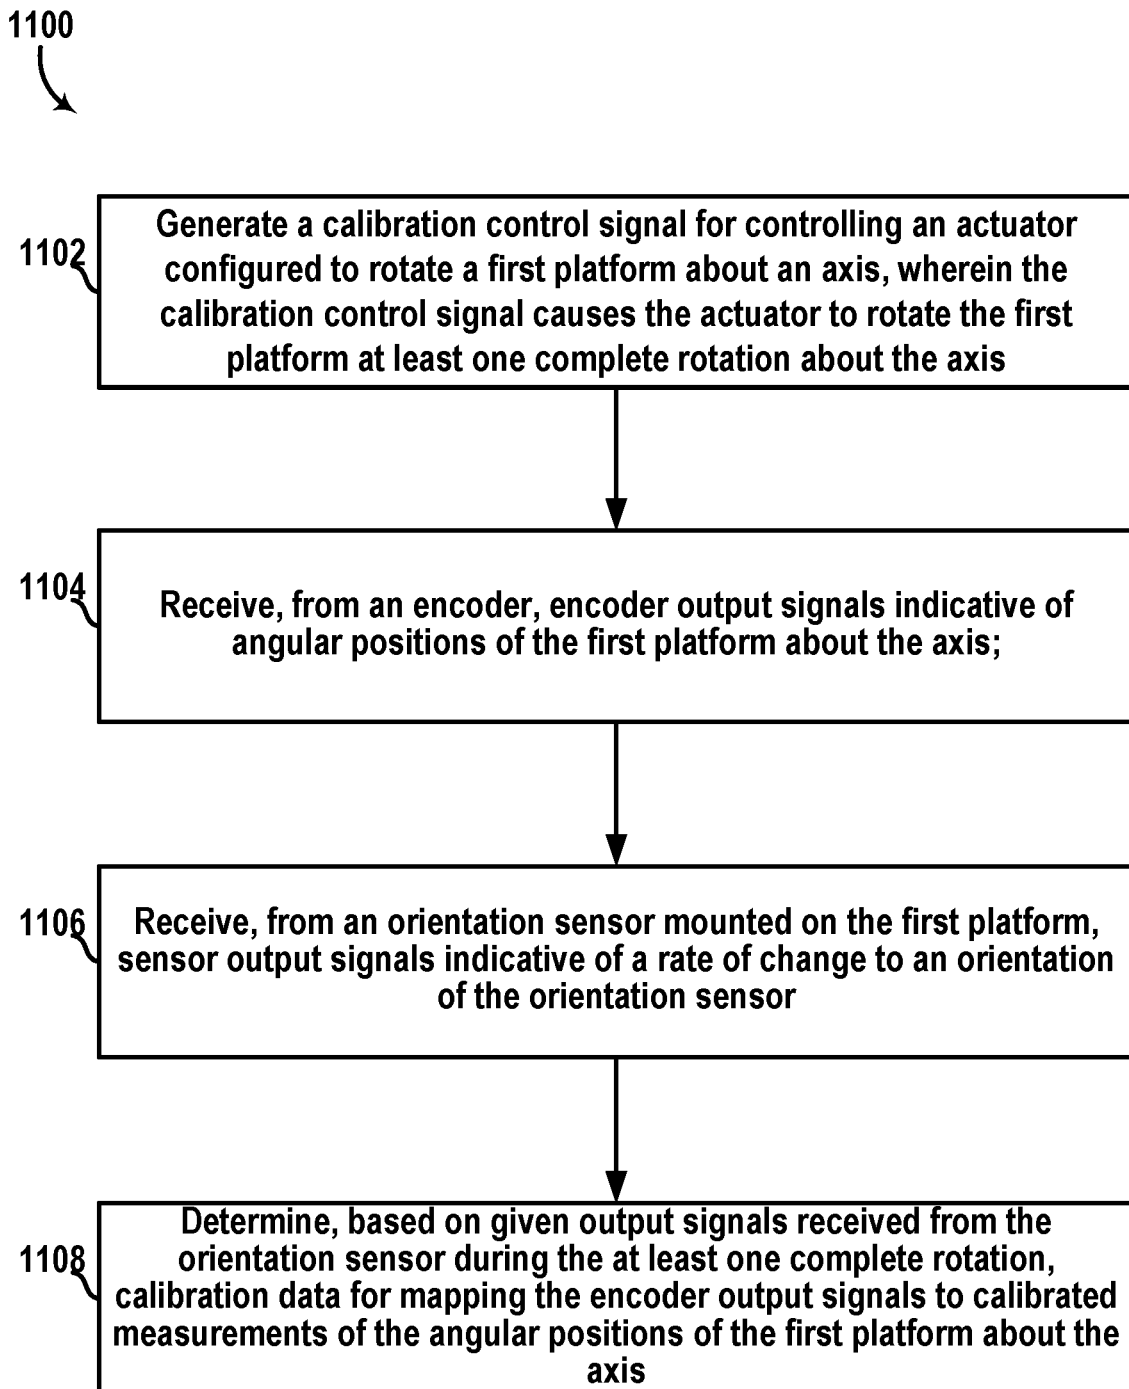 1100
1102
Generate a calibration control signal for controlling an actuator
configured to rotate a first platform about an axis, wherein the
calibration control signal causes the actuator to rotate the first
platform at least one complete rotation about the axis
1104
Receive, from an encoder, encoder output signals indicative of
angular positions of the first platform about the axis;
1106
Receive, from an orientation sensor mounted on the first platform,
sensor output signals indicative of a rate of change to an orientation
of the orientation sensor
1108
Determine, based on given output signals received from the
orientation sensor during the at least one complete rotation,
calibration data for mapping the encoder output signals to calibrated
measurements of the angular positions of the first platform about the
axis